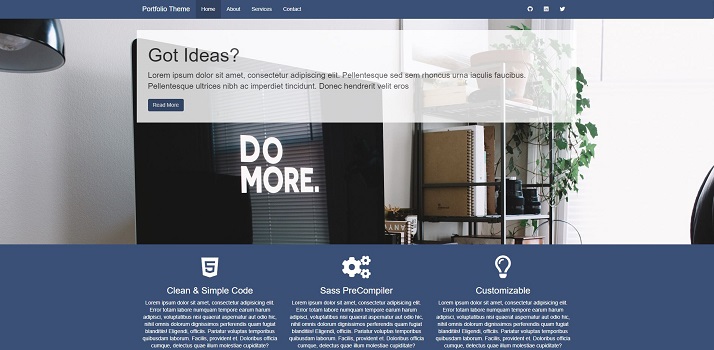 Portfolio Theme Home About Services Contact
Got Ideas?
Lorem ipsum dolor sit amet, consectetur adipiscing elit. Pellentesque sed sem rhoncus urna iaculis faucibus.
Pellentesque ultrices nibh ac imperdiet tincidunt. Donec hendrerit velit eros
Read More
DO
MORE.
Clean & Simple Code
Lorem ipsum dolor sit amet, consectetur adipisicing elit.
Error totam labore numquam tempore earum harum
adipisci, voluptatibus nisi quaerat aspernatur aut odio hic,
nihil omnis dolorum dignissimos perferendis quam fugiat
blanditiis! Eligendi, officiis. Pariatur voluptates temporibus
quibusdam laborum. Facilis, provident et. Doloribus officia
cumque, delectus quae illum molestiae cupiditate?
Sass PreCompiler
Lorem ipsum dolor sit amet, consectetur adipisicing elit.
Error totam labore numquam tempore earum harum
adipisci, voluptatibus nisi quaerat aspernatur aut odio hic,
nihil omnis dolorum dignissimos perferendis quam fugiat
blanditiis! Eligendi, officiis. Pariatur voluptates temporibus
quibusdam laborum. Facilis, provident et. Doloribus officia
cumque, delectus quae illum molestiae cupiditate?
Customizable
Lorem ipsum dolor sit amet, consectetur adipisicing elit.
Error totam labore numquam tempore earum harum
adipisci, voluptatibus nisi quaerat aspernatur aut odio hic,
nihil omnis dolorum dignissimos perferendis quam fugiat
blanditiis! Eligendi, officiis. Pariatur voluptates temporibus
quibusdam laborum. Facilis, provident et. Doloribus officia
cumque, delectus quae illum molestiae cupiditate?